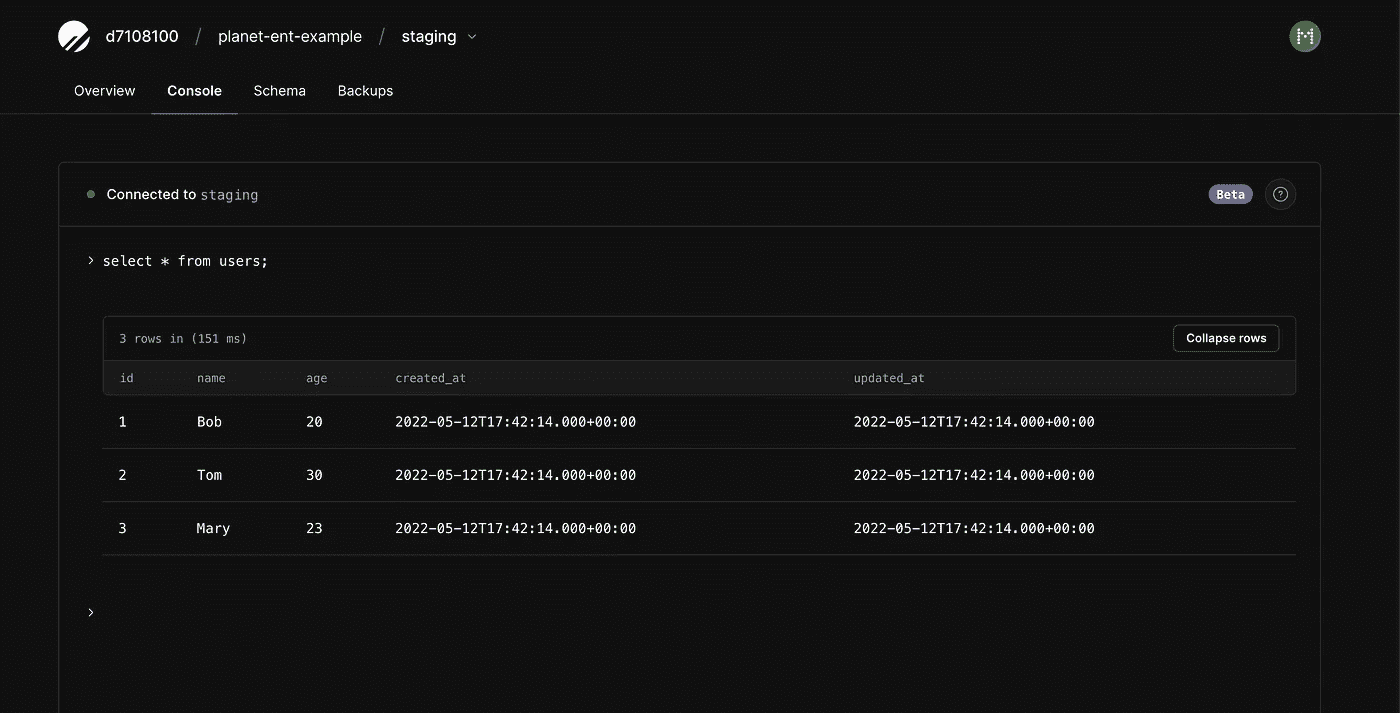 d7108100 / planet-ent-example / staging
Overview Console Schema Backups
Connected to staging Beta ?
> select * from users;
3 rows in (151 ms) Collapse rows
id name age created_at updated_at
1 Bob 20 2022-05-12T17:42:14.000+00:00 2022-05-12T17:42:14.000+00:00
2 Tom 30 2022-05-12T17:42:14.000+00:00 2022-05-12T17:42:14.000+00:00
3 Mary 23 2022-05-12T17:42:14.000+00:00 2022-05-12T17:42:14.000+00:00
>